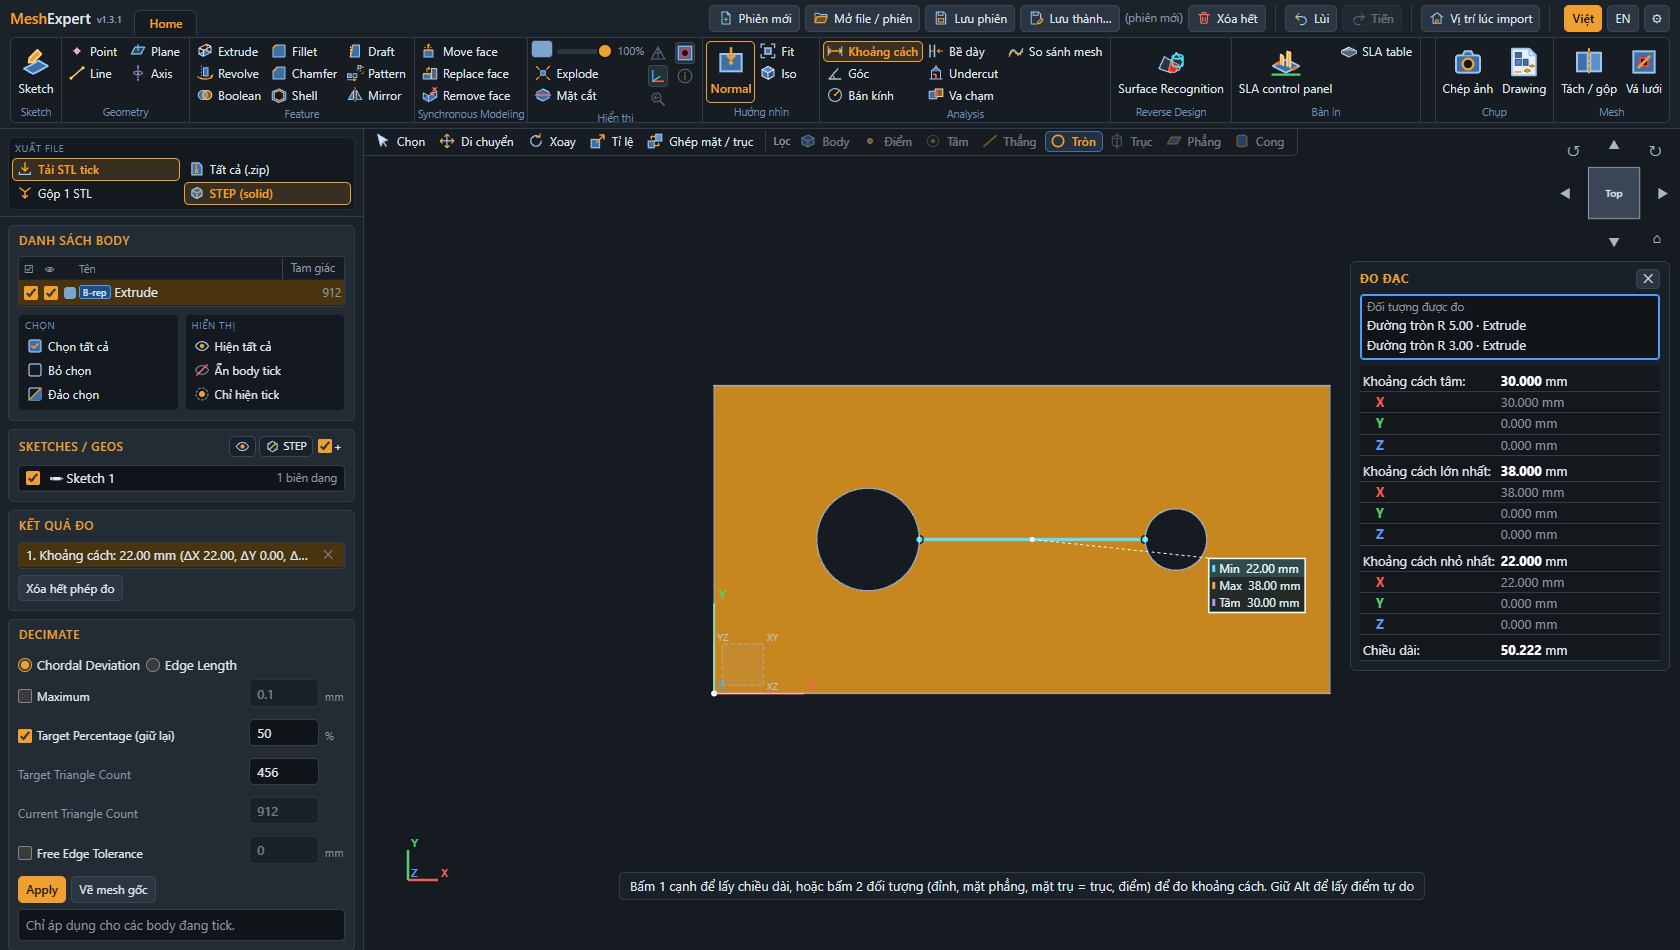 MeshExpert v1.3.1
Home
Phiên mới
Mở file / phiên
Lưu phiên
Lưu thành...
(phiên mới)
Xóa hết
Lùi
Tiến
Vị trí lúc import
Việt
EN
Sketch
Sketch
Point
Line
Plane
Axis
Geometry
Extrude
Revolve
Boolean
Fillet
Chamfer
Shell
Draft
Pattern
Mirror
Feature
Move face
Replace face
Remove face
Synchronous Modeling
100%
Explode
Mặt cắt
Hiển thị
Normal
Fit
Iso
Hướng nhìn
Khoảng cách
Góc
Bán kính
Bề dày
Undercut
Va chạm
So sánh mesh
Analysis
Surface Recognition
Reverse Design
SLA control panel
SLA table
Bản in
Chép ảnh
Drawing
Chụp
Tách / gộp
Vá lưới
Mesh
Chọn
Di chuyển
Xoay
Tỉ lệ
Ghép mặt / trục
Lọc
Body
Điểm
Tâm
Thẳng
Tròn
Trục
Phẳng
Cong
XUẤT FILE
Tải STL tick
Tất cả (.zip)
Gộp 1 STL
STEP (solid)
DANH SÁCH BODY
Tên
Tam giác
B-rep Extrude 912
CHỌN
Chọn tất cả
Bỏ chọn
Đảo chọn
HIỂN THỊ
Hiện tất cả
Ẩn body tick
Chỉ hiện tick
SKETCHES / GEOS
STEP
+
Sketch 1
1 biên dạng
KẾT QUẢ ĐO
1. Khoảng cách: 22.00 mm (ΔX 22.00, ΔY 0.00, Δ...
Xóa hết phép đo
DECIMATE
Chordal Deviation
Edge Length
Maximum 0.1 mm
Target Percentage (giữ lại) 50 %
Target Triangle Count 456
Current Triangle Count 912
Free Edge Tolerance 0 mm
Apply
Về mesh gốc
Chỉ áp dụng cho các body đang tick.
Top
ĐO ĐẠC
Đối tượng được đo
Đường tròn R 5.00 · Extrude
Đường tròn R 3.00 · Extrude
Khoảng cách tâm: 30.000 mm
X 30.000 mm
Y 0.000 mm
Z 0.000 mm
Khoảng cách lớn nhất: 38.000 mm
X 38.000 mm
Y 0.000 mm
Z 0.000 mm
Khoảng cách nhỏ nhất: 22.000 mm
X 22.000 mm
Y 0.000 mm
Z 0.000 mm
Chiều dài: 50.222 mm
Min 22.00 mm
Max 38.00 mm
Tâm 30.00 mm
Y
YZ
XY
Z
XZ
X
Y
Z
X
Bấm 1 cạnh để lấy chiều dài, hoặc bấm 2 đối tượng (đỉnh, mặt phẳng, mặt trụ = trục, điểm) để đo khoảng cách. Giữ Alt để lấy điểm tự do